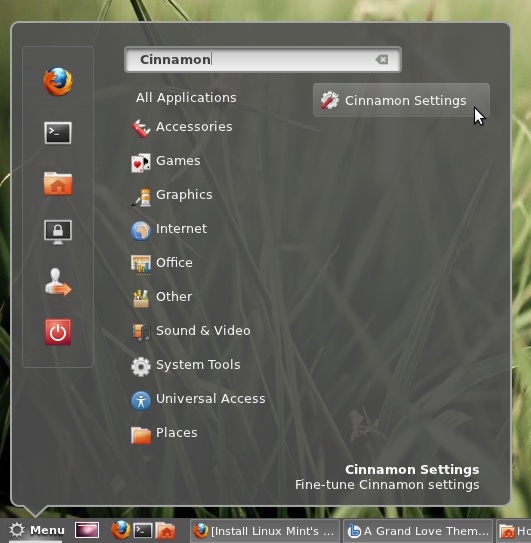 Cinnamon
All Applications
Cinnamon Settings
Accessories
Games
Graphics
Internet
Office
Other
Sound & Video
System Tools
Universal Access
Places
Cinnamon Settings
Fine-tune Cinnamon settings
Menu
[Install Linux Mint's ...
A Grand Love Them...
Ho